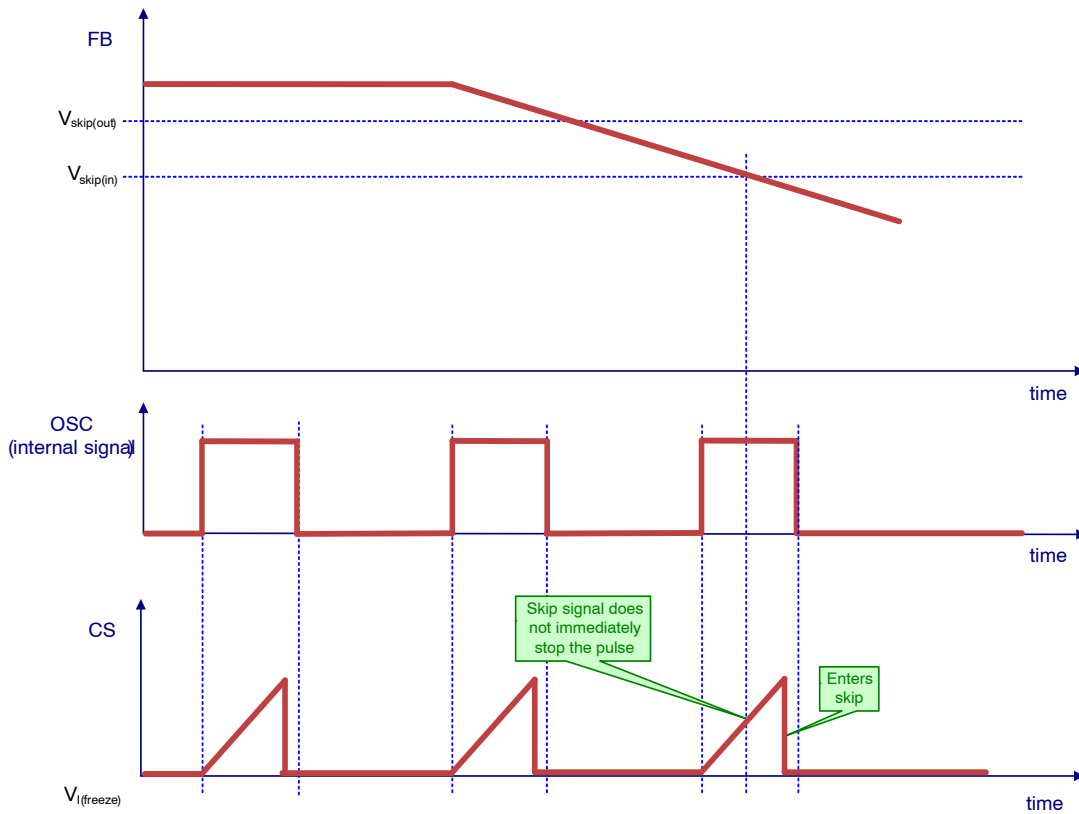 FB
Vskip(out)
Vskip(in)
time
OSC
(internal signal
time
CS
Skip signal does
not immediately
stop the pulse
Enters
skip
VI(freeze)
time